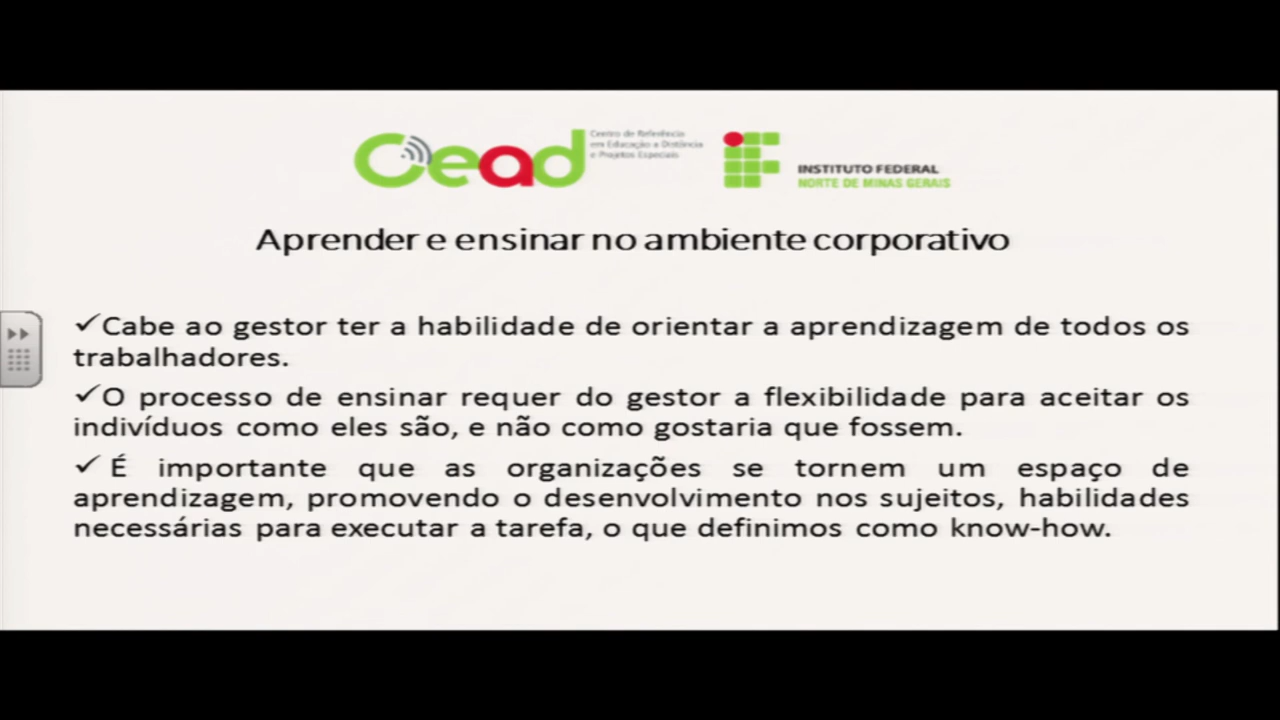 Cead
Centro de Referência
em Educação a Distância
e Projetos Especiais
INSTITUTO FEDERAL
NORTE DE MINAS GERAIS
Aprender e ensinar no ambiente corporativo
✓Cabe ao gestor ter a habilidade de orientar a aprendizagem de todos os
trabalhadores.
✓O processo de ensinar requer do gestor a flexibilidade para aceitar os
indivíduos como eles são, e não como gostaria que fossem.
✓ É importante que as organizações se tornem um espaço de
aprendizagem, promovendo o desenvolvimento nos sujeitos, habilidades
necessárias para executar a tarefa, o que definimos como know-how.